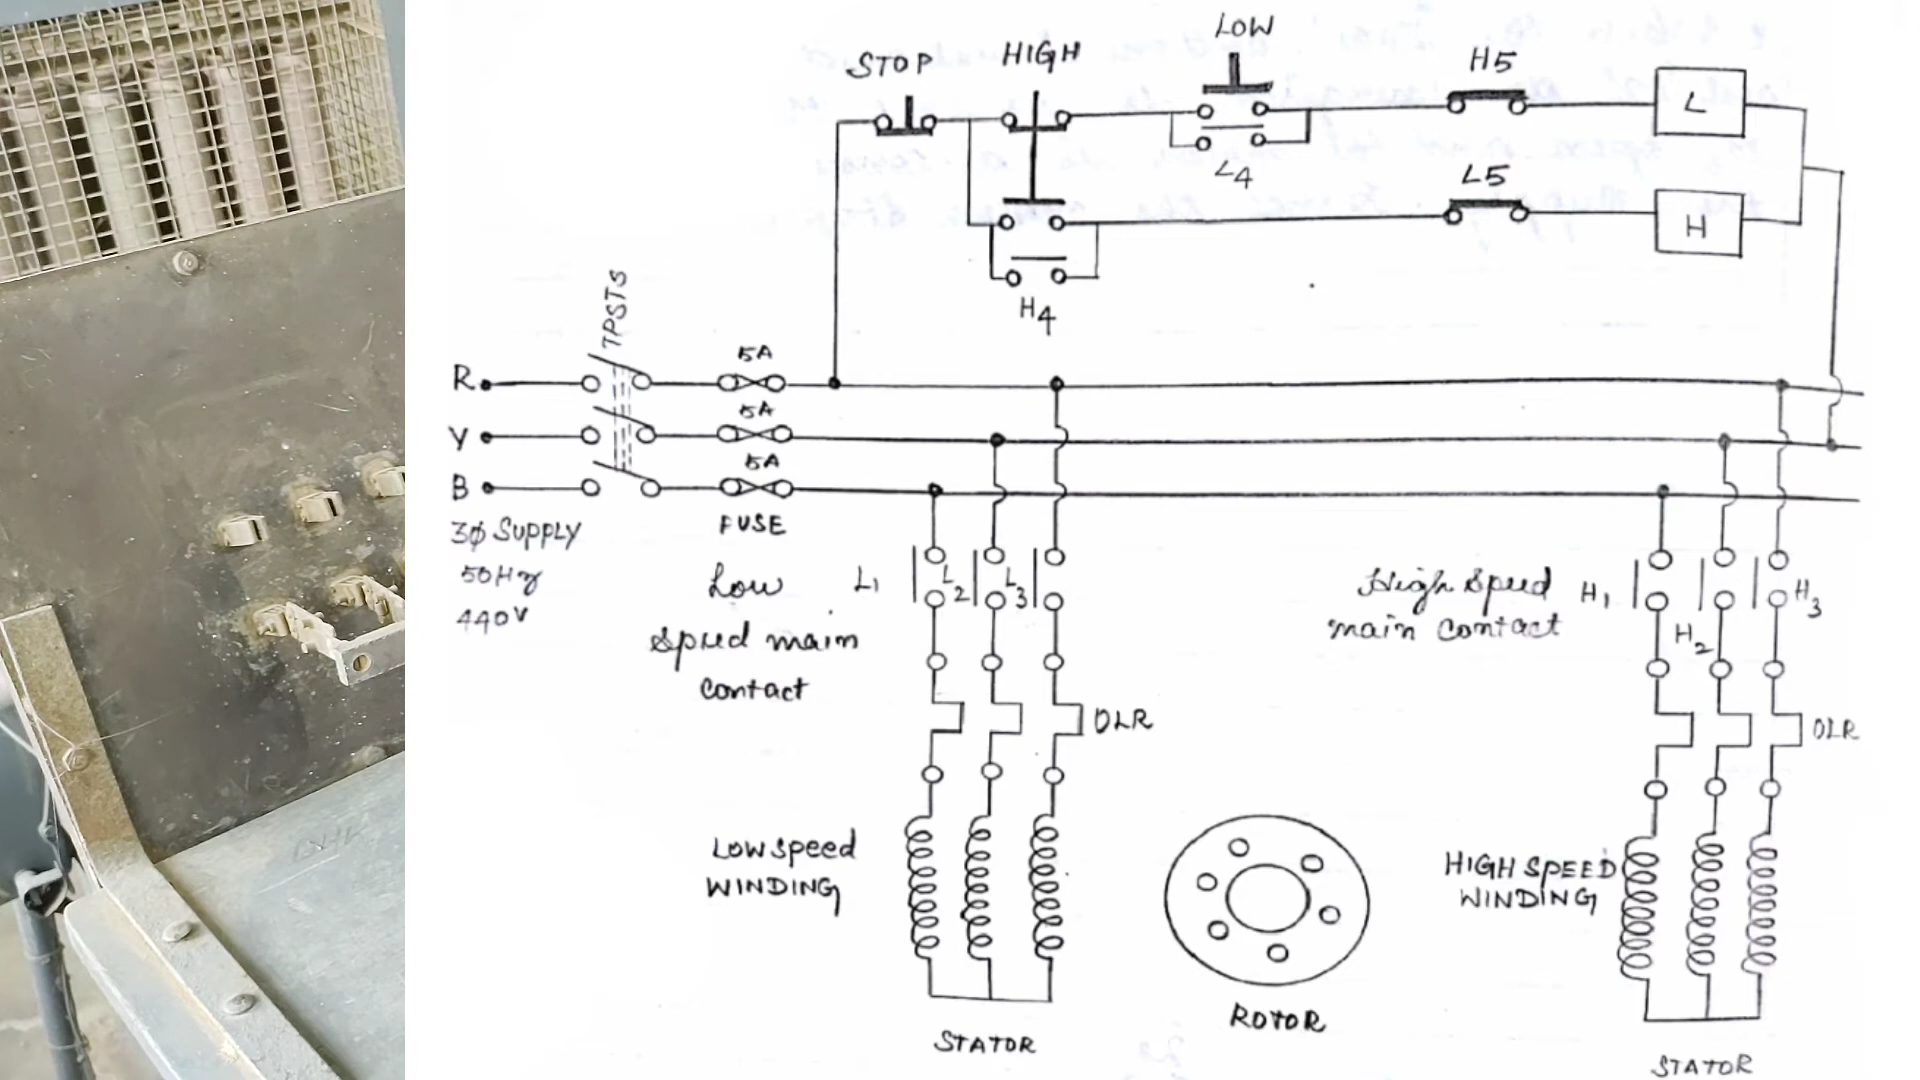 STOP
HIGH
LOW
H5
L
L4
L5
H
H4
TPSTS
R
5A
Y
5A
B
5A
3φ SUPPLY
50Hz
440V
FUSE
Low
Speed main
contact
L1
L2
L3
High Speed
main contact
H1
H2
H3
OLR
OLR
LOW SPEED
WINDING
HIGH SPEED
WINDING
ROTOR
STATOR
STATOR